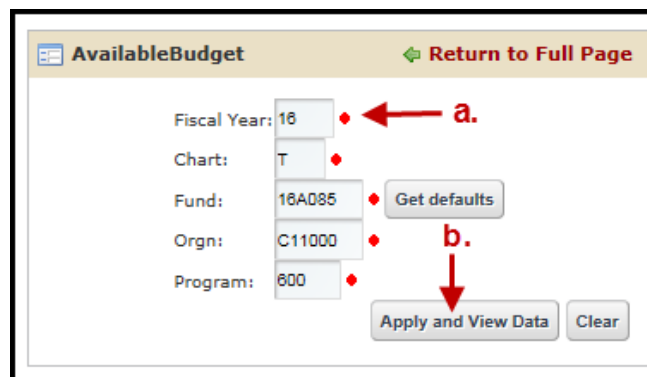 AvailableBudget Return to Full Page
Fiscal Year: 16 a.
Chart: T
Fund: 16A085 Get defaults
Orgn: C11000 b.
Program: 600
Apply and View Data Clear